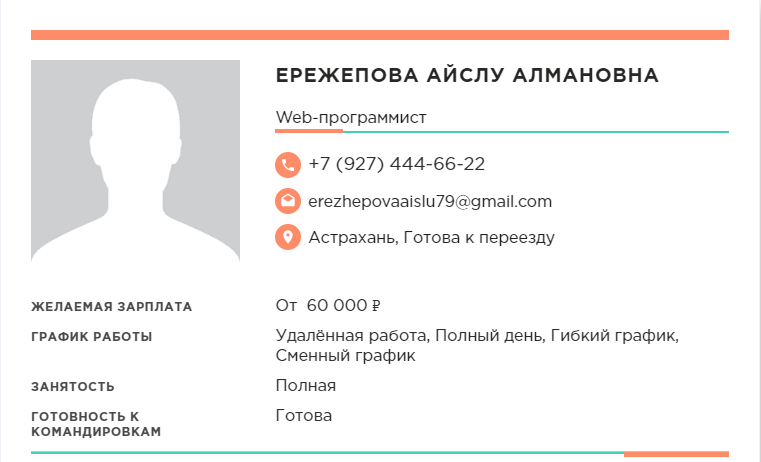 ЕРЕЖЕПОВА АЙСЛУ АЛМАНОВНА
Web-программист
+7 (927) 444-66-22
erezhepovaaislu79@gmail.com
Астрахань, Готова к переезду
ЖЕЛАЕМАЯ ЗАРПЛАТА От 60 000 ₽
ГРАФИК РАБОТЫ Удалённая работа, Полный день, Гибкий график,
Сменный график
ЗАНЯТОСТЬ Полная
ГОТОВНОСТЬ К Готова
КОМАНДИРОВКАМ